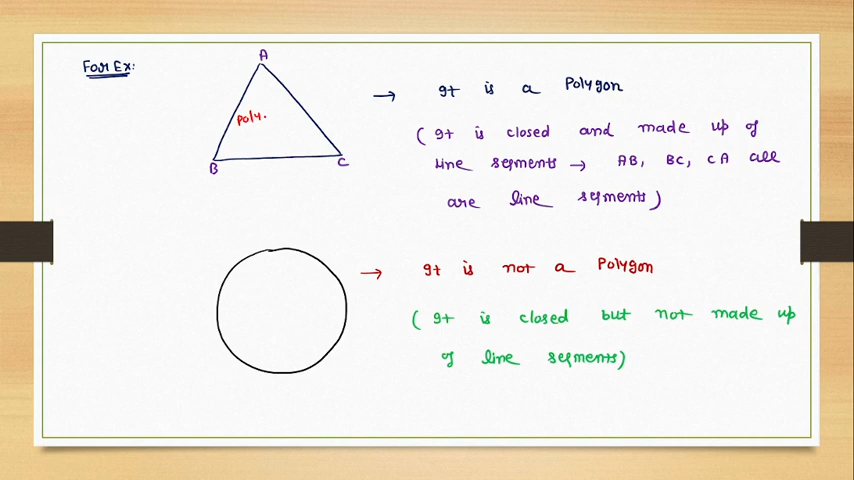 For Ex:
A
→ It is a Polygon
Poly.
( It is closed and made up of
line segments → AB, BC, CA all
B C
are line segments)
→ It is not a Polygon
( It is closed but not made up
of line segments)